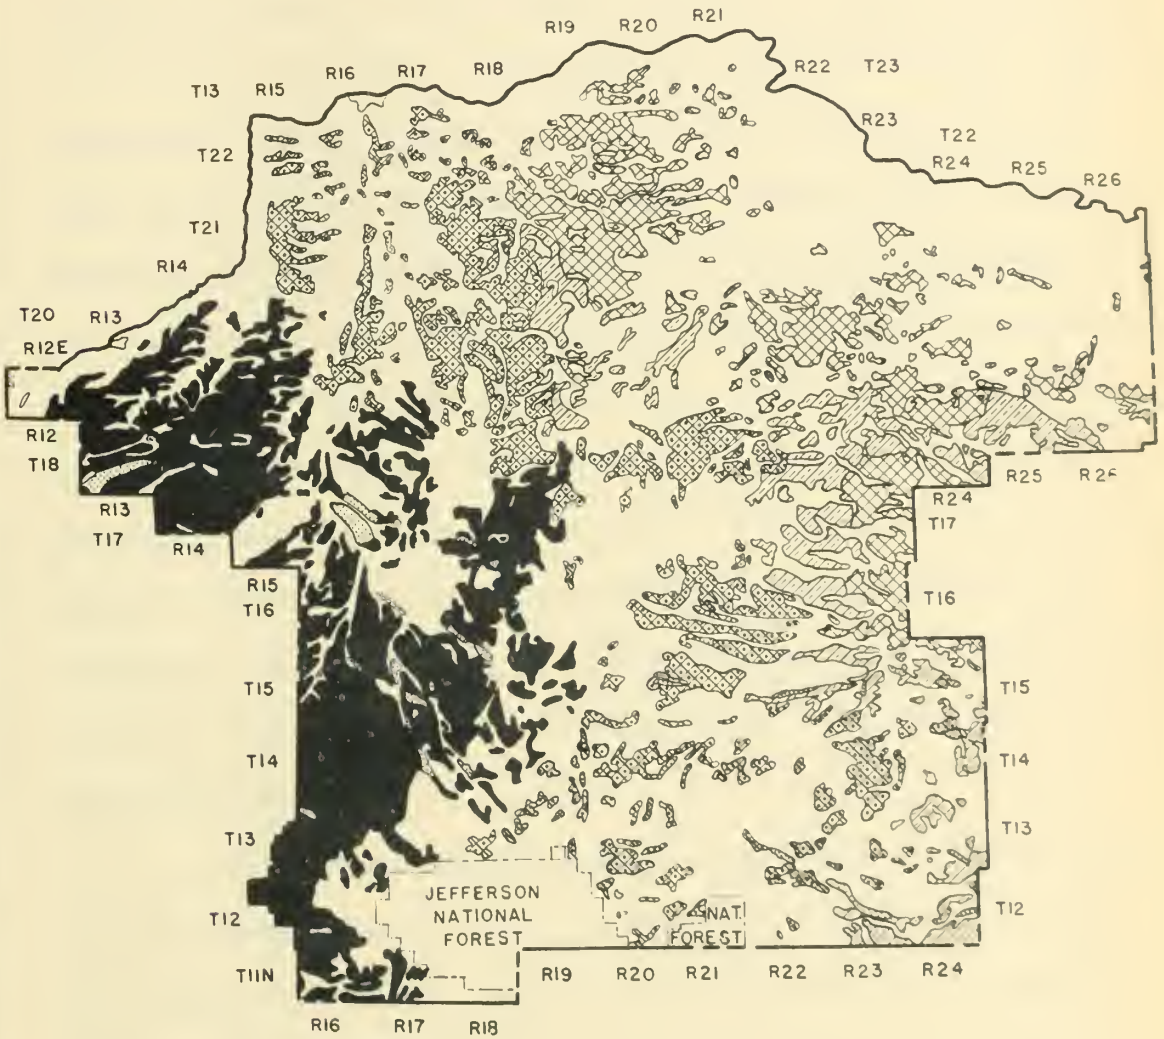 R19 R20 R21
R16 R17 R18 R22 T23
T13 R15 R23
T22 T22
R24 R25 R26
T21
R14
T20 R13
R12E
R12
T18
R25 R26
R13 R24
T17 R14 T17
R15
T16 T16
T15 T15
T14 T14
T13 T13
JEFFERSON
NATIONAL
FOREST
NAT.
FOREST
T12 T12
T11N R19 R20 R21 R22 R23 R24
R16 R17 R18